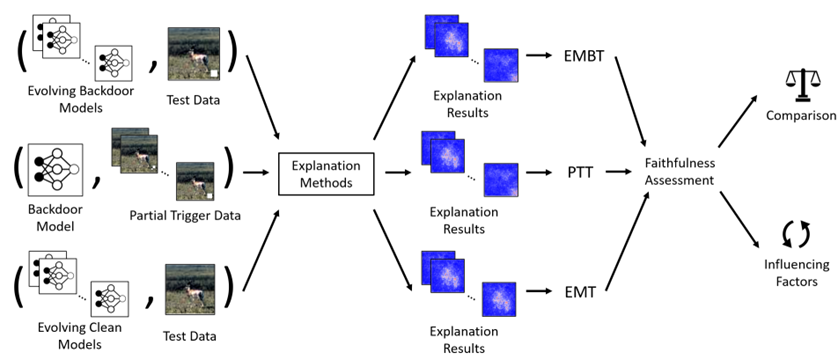 Evolving Backdoor
Models
,
Test Data
Explanation
Results
EMBT
Comparison
Backdoor
Model
,
Partial Trigger Data
Explanation
Methods
Explanation
Results
PTT
Faithfulness
Assessment
Evolving Clean
Models
,
Test Data
Explanation
Results
EMT
Influencing
Factors